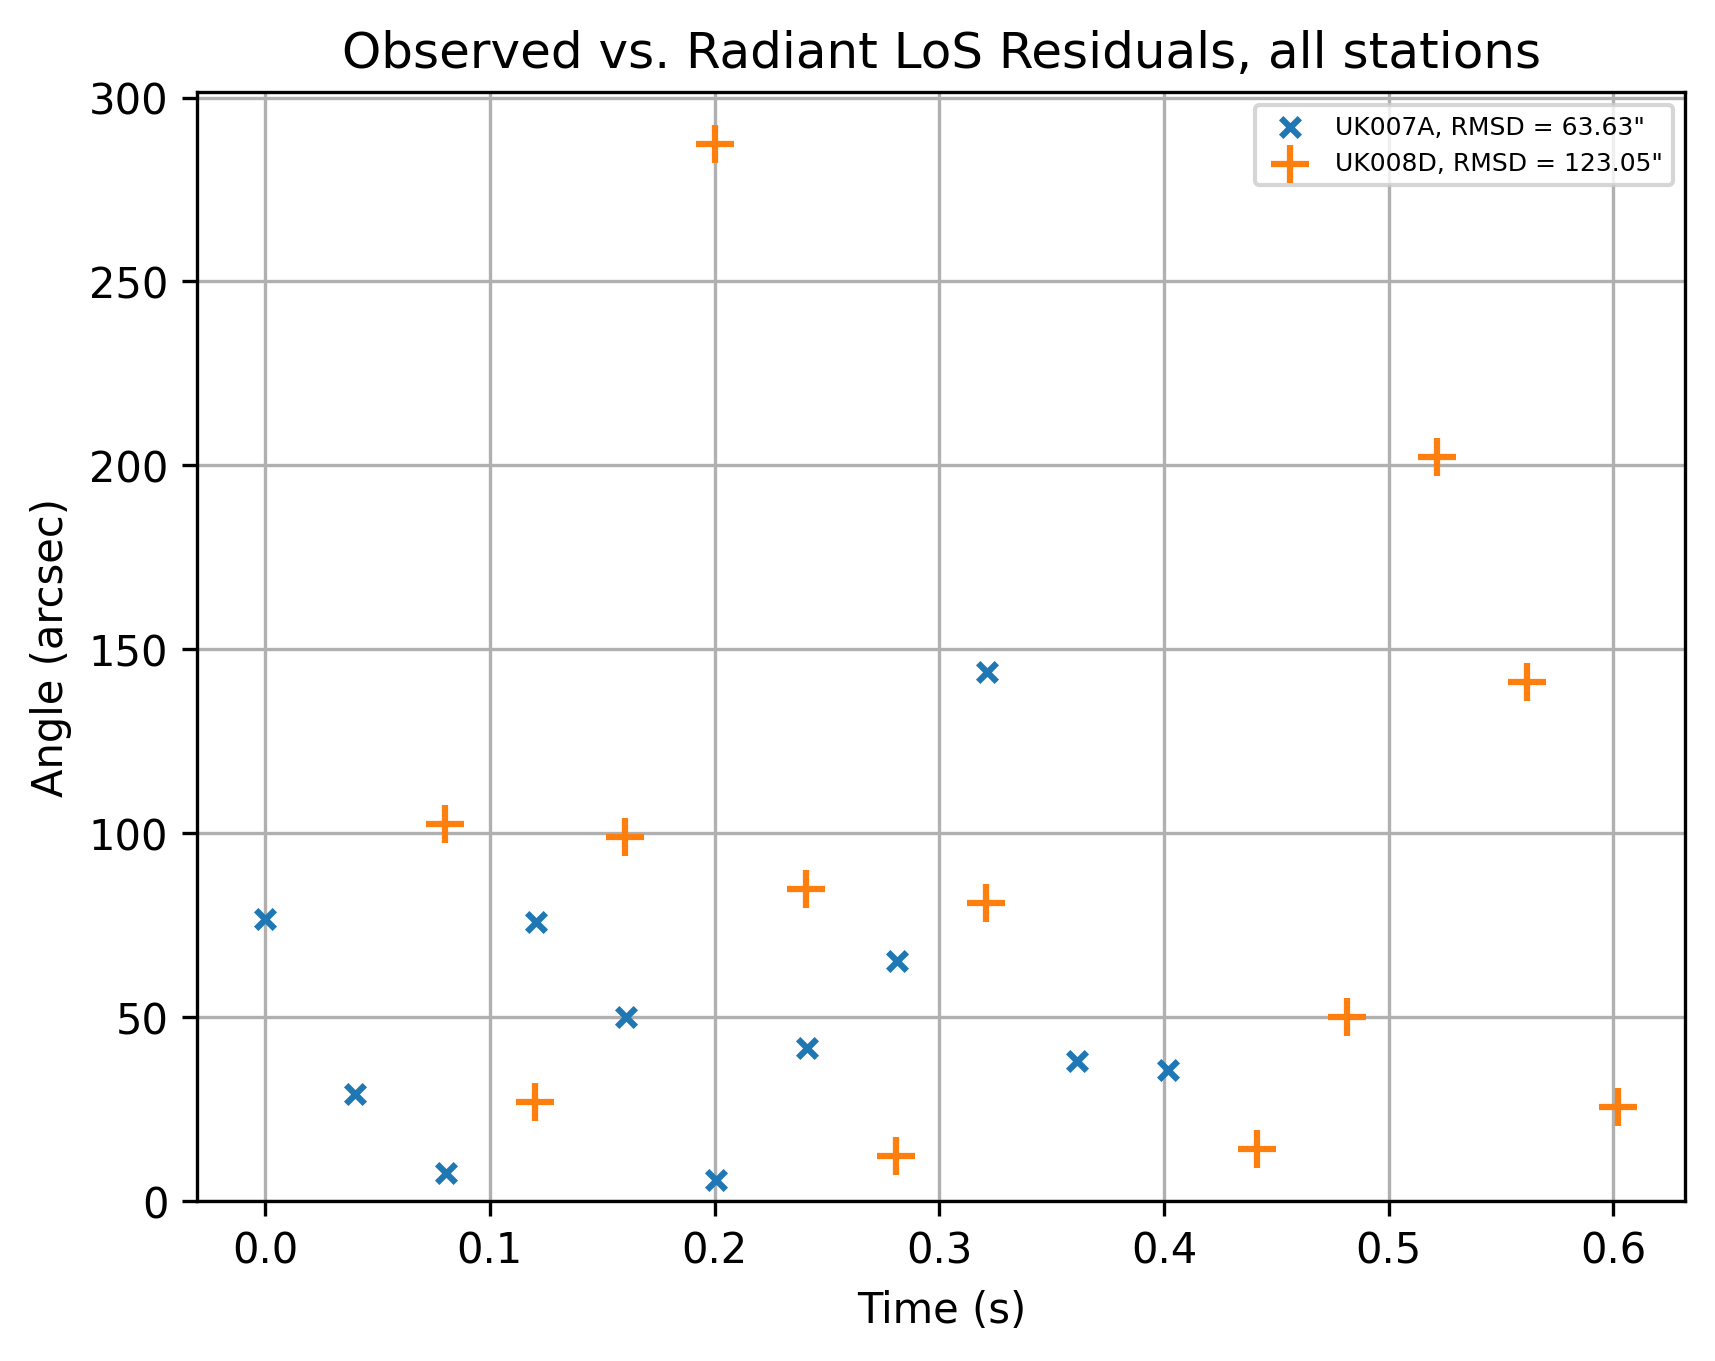 Observed vs. Radiant LoS Residuals, all stations
UK007A, RMSD = 63.63"
UK008D, RMSD = 123.05"
300
250
200
150
100
50
0
Angle (arcsec)
0.0 0.1 0.2 0.3 0.4 0.5 0.6
Time (s)